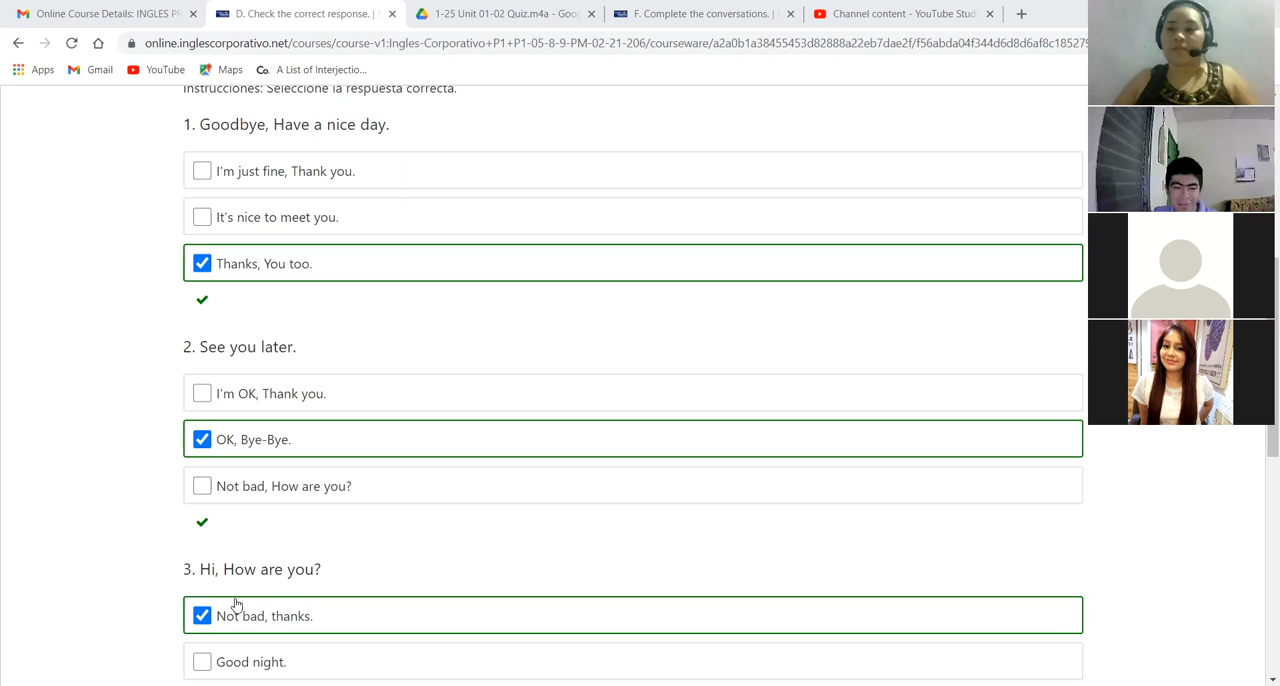 Online Course Details: INGLES PR
D. Check the correct response. |
1-25 Unit 01-02 Quiz.m4a - Goo
F. Complete the conversations. |
Channel content - YouTube Stud
online.inglescorporativo.net/courses/course-v1:Ingles-Corporativo+P1+P1-05-8-9-PM-02-21-206/courseware/a2a0b1a38455453d82888a22eb7dae2f/f56abda04f344d6d8d6af8c185279
Apps
Gmail
YouTube
Maps
Co. A List of Interjectio...
Instrucciones: Seleccione la respuesta correcta.
1. Goodbye, Have a nice day.
I'm just fine, Thank you.
It's nice to meet you.
Thanks, You too.
2. See you later.
I'm OK, Thank you.
OK, Bye-Bye.
Not bad, How are you?
3. Hi, How are you?
Not bad, thanks.
Good night.